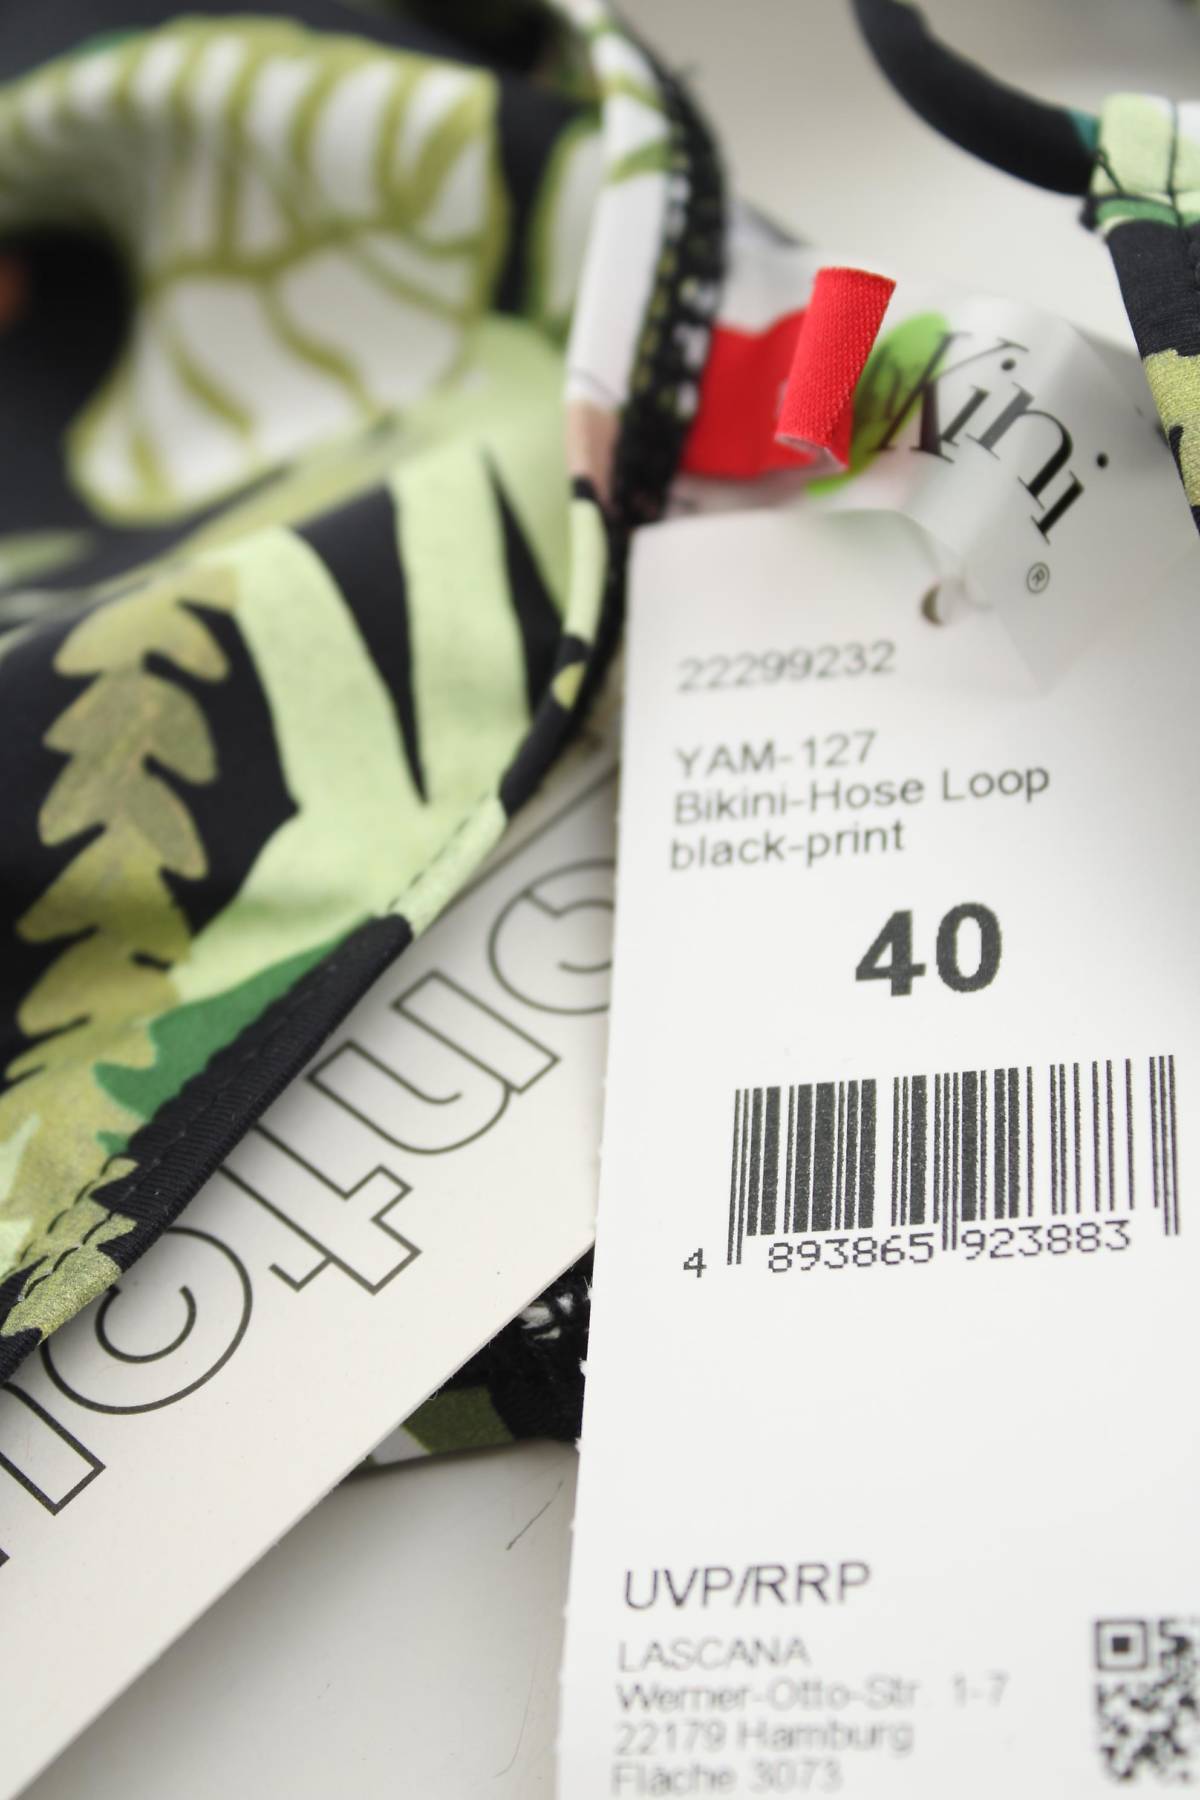 kini
®
22299232
YAM-127
Bikini-Hose Loop
black-print
40
4 893865 923883
UVP/RRP
LASCANA
Werner-Otto-Str. 1-7
22179 Hamburg
Fläche 3073